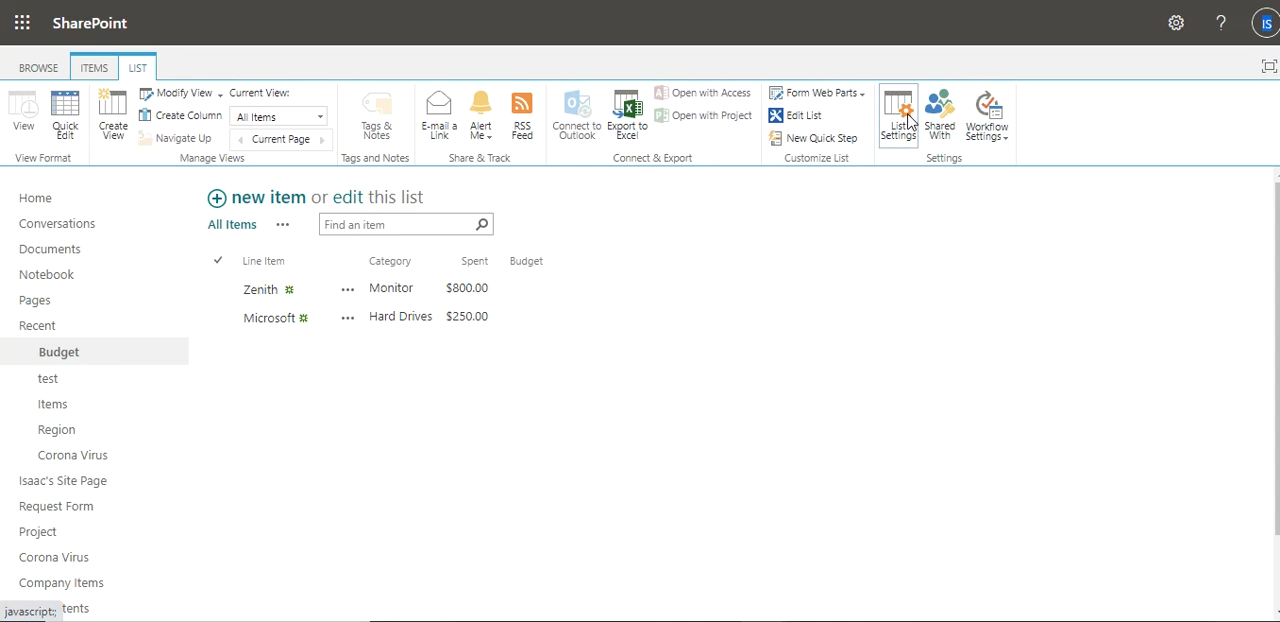 SharePoint
?
IS
BROWSE ITEMS LIST
View
Quick
Edit
View Format
Create
View
Modify View
Create Column
Navigate Up
Current View:
All Items
Current Page
Manage Views
Tags &
Notes
Tags and Notes
E-mail a
Link
Alert
Me
RSS
Feed
Share & Track
Connect to
Outlook
Export to
Excel
Open with Access
Open with Project
Connect & Export
Form Web Parts
Edit List
New Quick Step
Customize List
List
Settings
Shared
With
Workflow
Settings
Settings
Home
Conversations
Documents
Notebook
Pages
Recent
Budget
test
Items
Region
Corona Virus
Isaac's Site Page
Request Form
Project
Corona Virus
Company Items
tents
javascript:;
new item or edit this list
All Items ... Find an item
Line Item Category Spent Budget
Zenith ... Monitor $800.00
Microsoft ... Hard Drives $250.00